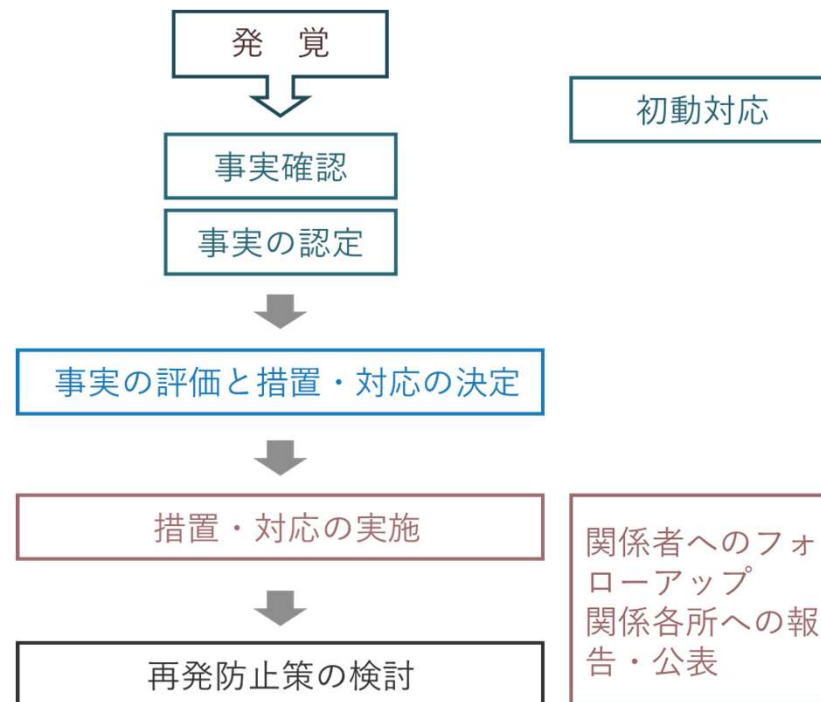 発　覚
初動対応
事実確認
事実の認定
事実の評価と措置・対応の決定
措置・対応の実施
関係者へのフォ
ローアップ
関係各所への報
告・公表
再発防止策の検討